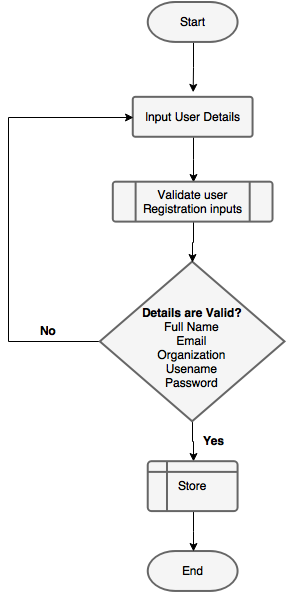 Start
Input User Details
Validate user
Registration inputs
Details are Valid?
Full Name
Email
Organization
Usename
Password
No
Yes
Store
End